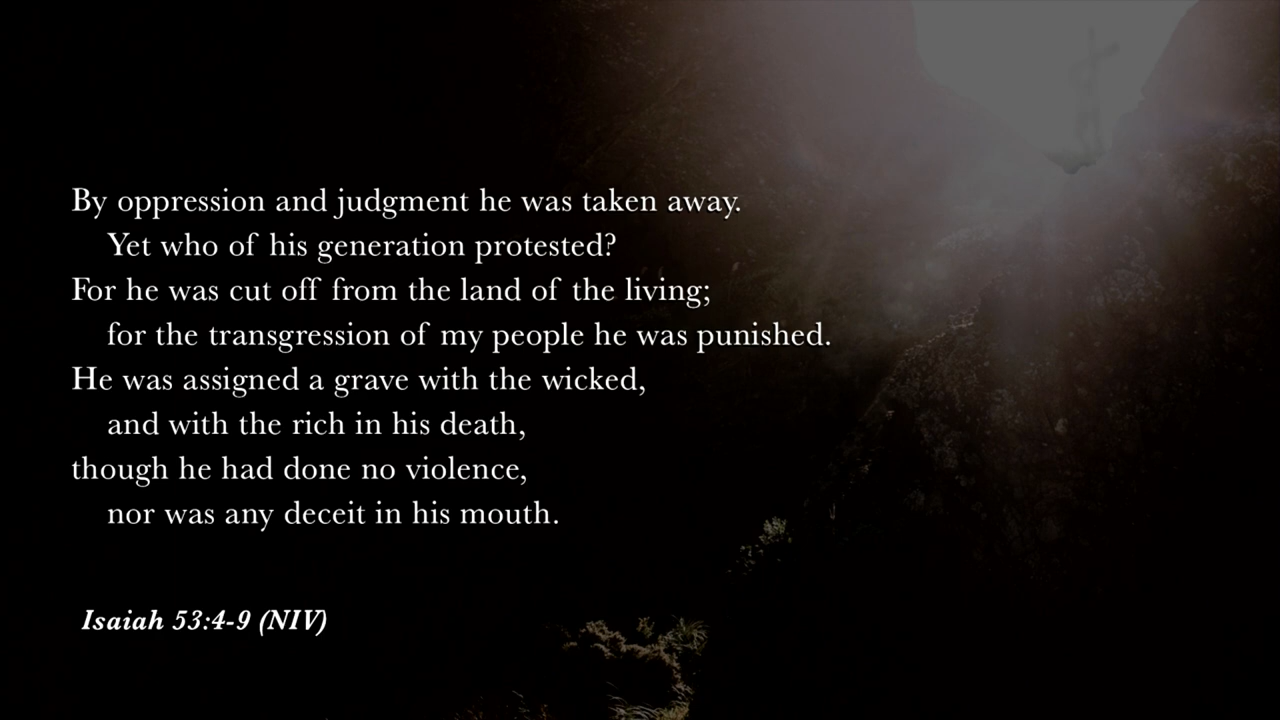 By oppression and judgment he was taken away.
Yet who of his generation protested?
For he was cut off from the land of the living;
for the transgression of my people he was punished.
He was assigned a grave with the wicked,
and with the rich in his death,
though he had done no violence,
nor was any deceit in his mouth.
Isaiah 53:4-9 (NIV)